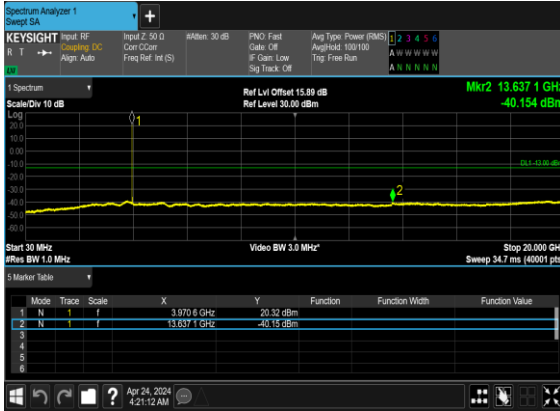 Spectrum Analyzer 1
Swept SA
+
KEYSIGHT Input: RF Input Z: 50 Ω #Atten: 30 dB PNO: Fast Avg Type: Power (RMS) 1 2 3 4 5 6
R T Coupling: DC Corr CCorr Gate: Off Avg|Hold: 100/100 A W W W W W
Align: Auto Freq Ref: Int (S) IF Gain: Low Trig: Free Run
Sig Track: Off A N N N N N
1 Spectrum
Scale/Div 10 dB
Ref Lvl Offset 15.89 dB
Ref Level 30.00 dBm
Mkr2 13.637 1 GHz
-40.154 dBm
Log
20.0
10.0
0.00
-10.0
-20.0
-30.0
-40.0
-50.0
-60.0
1
DL1 -13.00 dBm
2
Start 30 MHz Video BW 3.0 MHz* Stop 20.000 GH
#Res BW 1.0 MHz Sweep 34.7 ms (40001 pts
5 Marker Table
Mode Trace Scale X Y Function Function Width Function Value
1 N 1 f 3.970 6 GHz 20.32 dBm
2 N 1 f 13.637 1 GHz -40.15 dBm
3
4
5
6
? Apr 24, 2024
4:21:12 AM